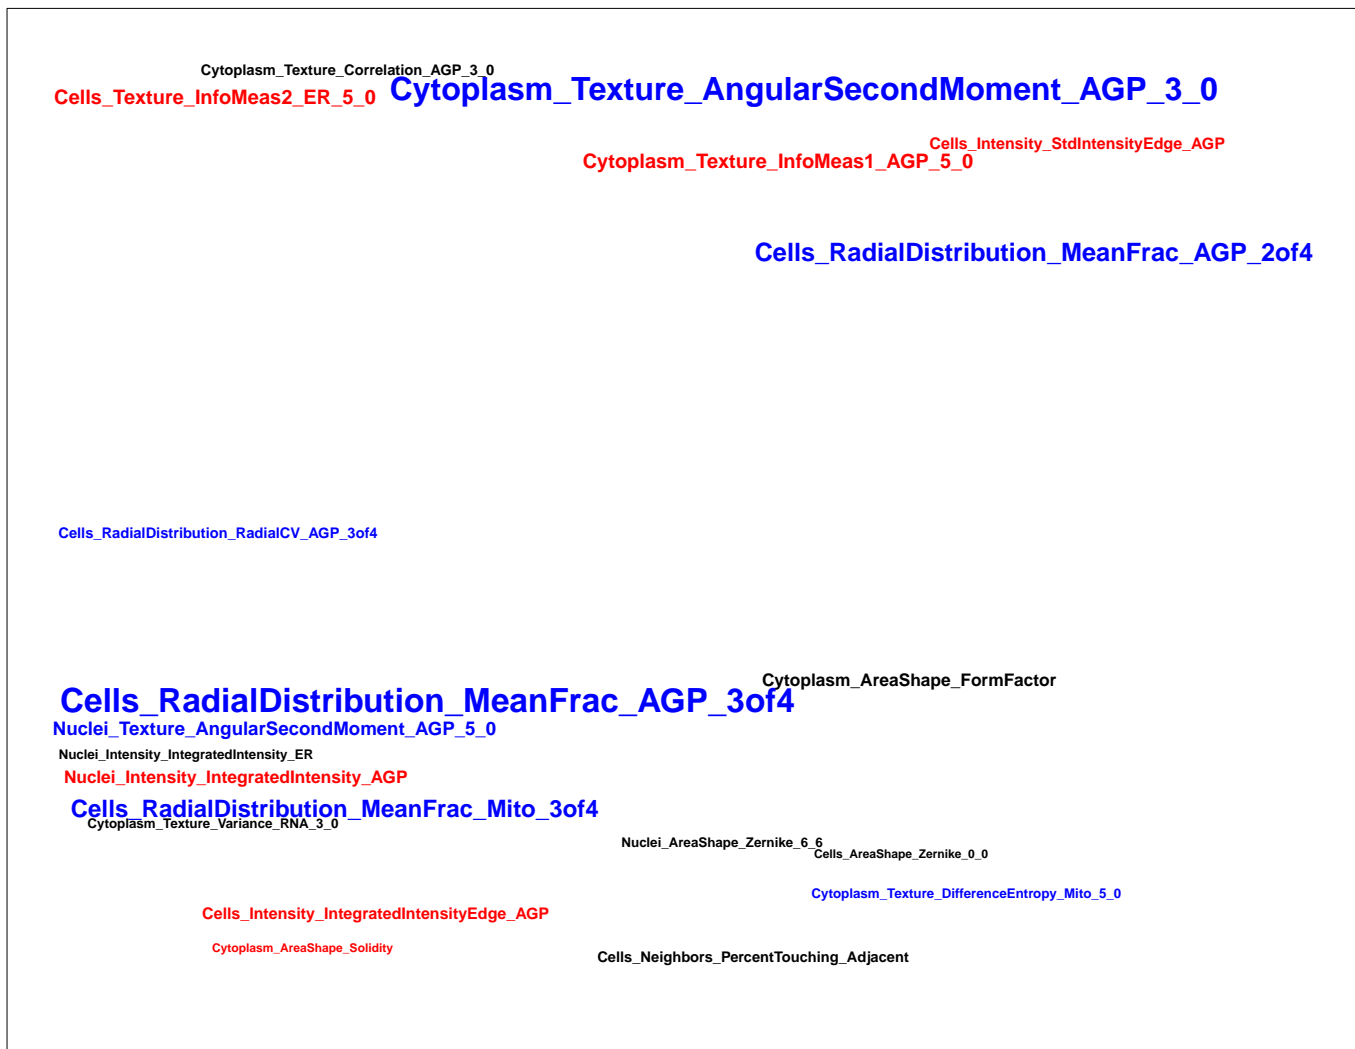 Cytoplasm_Texture_Correlation_AGP_3_0
Cells_Texture_InfoMeas2_ER_5_0
Cytoplasm_Texture_AngularSecondMoment_AGP_3_0
Cells_Intensity_StdIntensityEdge_AGP
Cytoplasm_Texture_InfoMeas1_AGP_5_0
Cells_RadialDistribution_MeanFrac_AGP_2of4
Cells_RadialDistribution_RadialCV_AGP_3of4
Cytoplasm_AreaShape_FormFactor
Cells_RadialDistribution_MeanFrac_AGP_3of4
Nuclei_Texture_AngularSecondMoment_AGP_5_0
Nuclei_Intensity_IntegratedIntensity_ER
Nuclei_Intensity_IntegratedIntensity_AGP
Cells_RadialDistribution_MeanFrac_Mito_3of4
Cytoplasm_Texture_Variance_RNA_3_0
Nuclei_AreaShape_Zernike_6_6
Cells_AreaShape_Zernike_0_0
Cytoplasm_Texture_DifferenceEntropy_Mito_5_0
Cells_Intensity_IntegratedIntensityEdge_AGP
Cytoplasm_AreaShape_Solidity
Cells_Neighbors_PercentTouching_Adjacent